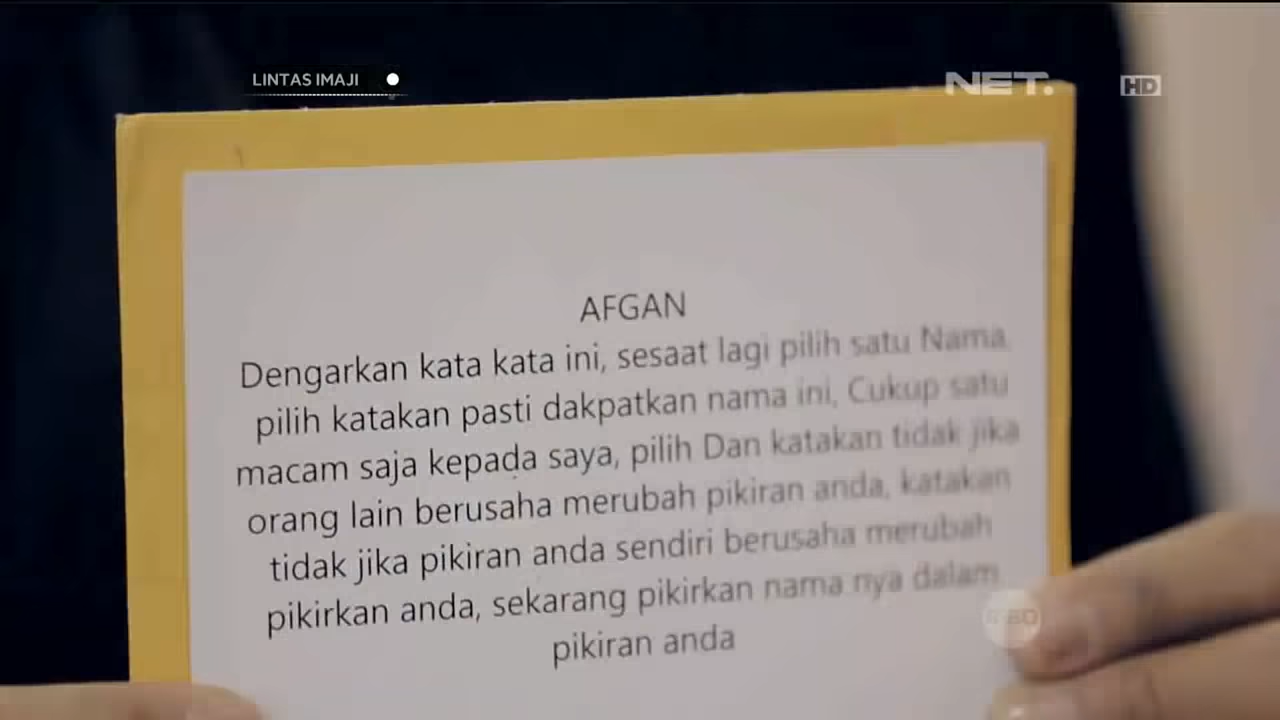 LINTAS IMAJI
NET.
HD
AFGAN
Dengarkan kata kata ini, sesaat lagi pilih satu Nama
pilih katakan pasti dakpatkan nama ini, Cukup satu
macam saja kepada saya, pilih Dan katakan tidak jika
orang lain berusaha merubah pikiran anda, katakan
tidak jika pikiran anda sendiri berusaha merubah
pikirkan anda, sekarang pikirkan nama nya dalam
pikiran anda